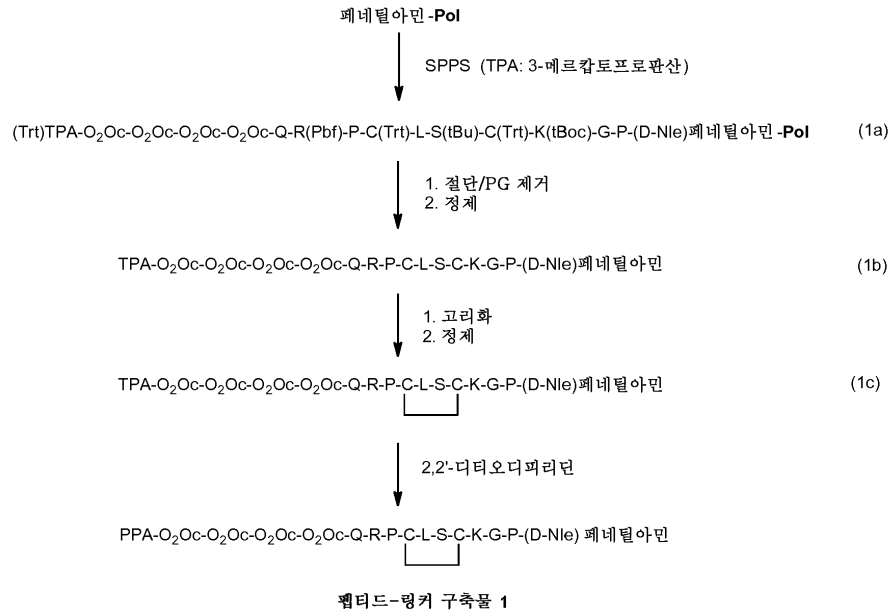 페네틸아민-Pol
SPPS (TPA: 3-메르캅토프로판산)
(Trt)TPA-O₂Oc-O₂Oc-O₂Oc-O₂Oc-Q-R(Pbf)-P-C(Trt)-L-S(tBu)-C(Trt)-K(tBoc)-G-P-(D-Nle)페네틸아민-Pol (1a)
1. 절단/PG 제거
2. 정제
TPA-O₂Oc-O₂Oc-O₂Oc-O₂Oc-Q-R-P-C-L-S-C-K-G-P-(D-Nle)페네틸아민 (1b)
1. 고리화
2. 정제
TPA-O₂Oc-O₂Oc-O₂Oc-O₂Oc-Q-R-P-C-L-S-C-K-G-P-(D-Nle)페네틸아민 (1c)
2,2'-디티오디피리딘
PPA-O₂Oc-O₂Oc-O₂Oc-O₂Oc-Q-R-P-C-L-S-C-K-G-P-(D-Nle) 페네틸아민
펩티드-링커 구축물 1